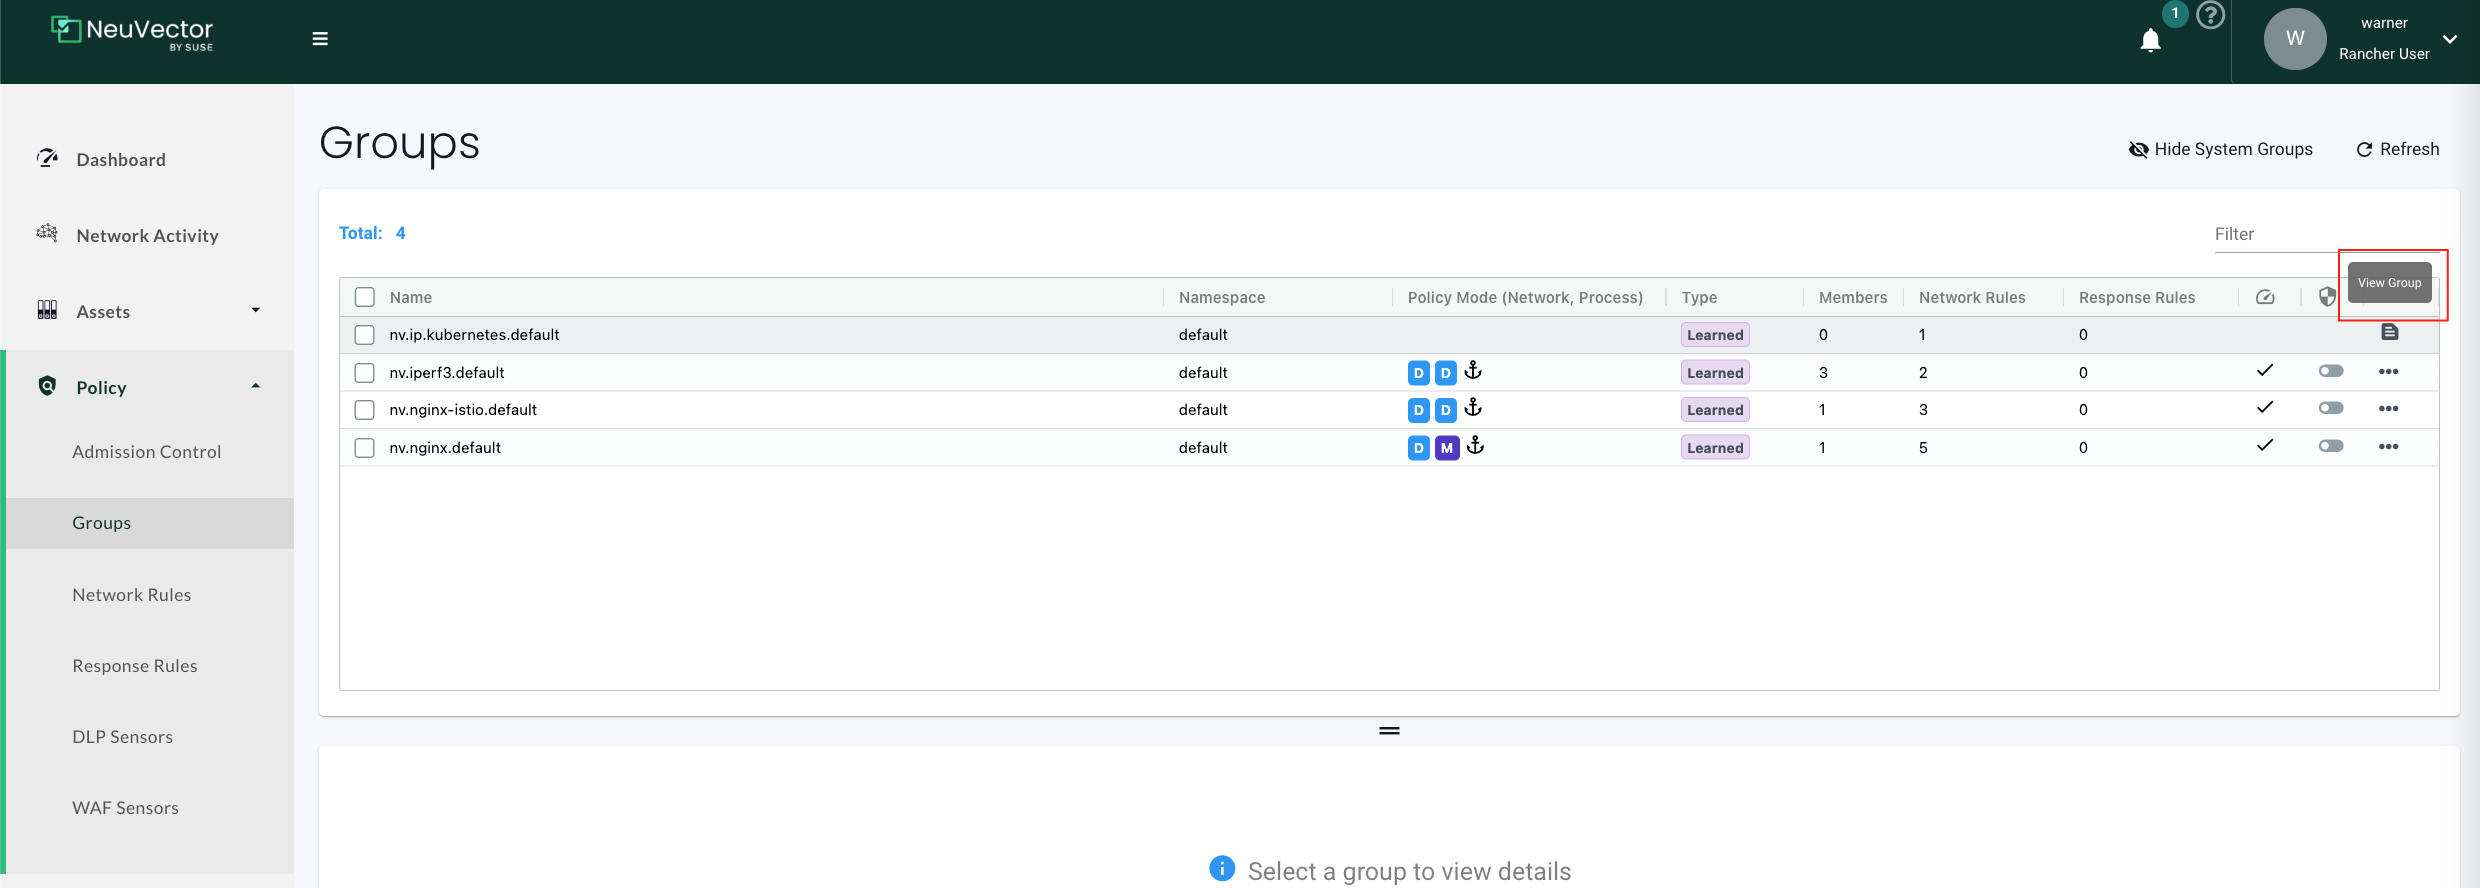 NeuVector
BY SUSE
1
?
W
warner
Rancher User
Dashboard
Network Activity
Assets
Policy
Admission Control
Groups
Network Rules
Response Rules
DLP Sensors
WAF Sensors
Groups
Hide System Groups
Refresh
Total: 4
Filter
View Group
Name Namespace Policy Mode (Network, Process) Type Members Network Rules Response Rules
nv.ip.kubernetes.default default Learned 0 1 0
nv.iperf3.default default D D Learned 3 2 0
nv.nginx-istio.default default D D Learned 1 3 0
nv.nginx.default default D M Learned 1 5 0
Select a group to view details